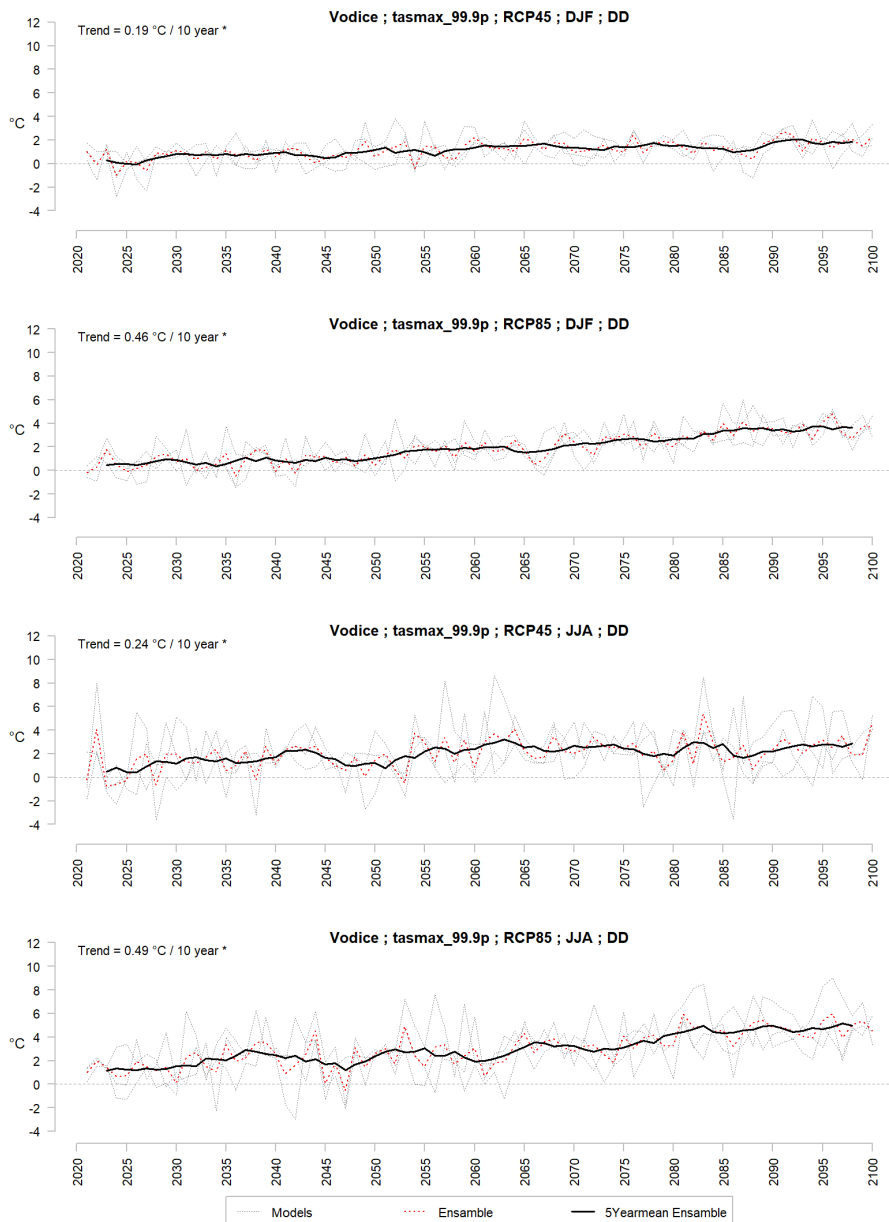 Vodice ; tasmax_99.9p ; RCP45 ; DJF ; DD
Trend = 0.19 °C / 10 year *
12
10
8
6
4
2
0
-2
-4
°C
2020 2025 2030 2035 2040 2045 2050 2055 2060 2065 2070 2075 2080 2085 2090 2095 2100
Vodice ; tasmax_99.9p ; RCP85 ; DJF ; DD
Trend = 0.46 °C / 10 year *
12
10
8
6
4
2
0
-2
-4
°C
2020 2025 2030 2035 2040 2045 2050 2055 2060 2065 2070 2075 2080 2085 2090 2095 2100
Vodice ; tasmax_99.9p ; RCP45 ; JJA ; DD
Trend = 0.24 °C / 10 year *
12
10
8
6
4
2
0
-2
-4
°C
2020 2025 2030 2035 2040 2045 2050 2055 2060 2065 2070 2075 2080 2085 2090 2095 2100
Vodice ; tasmax_99.9p ; RCP85 ; JJA ; DD
Trend = 0.49 °C / 10 year *
12
10
8
6
4
2
0
-2
-4
°C
2020 2025 2030 2035 2040 2045 2050 2055 2060 2065 2070 2075 2080 2085 2090 2095 2100
Models Ensamble 5Yearmean Ensamble